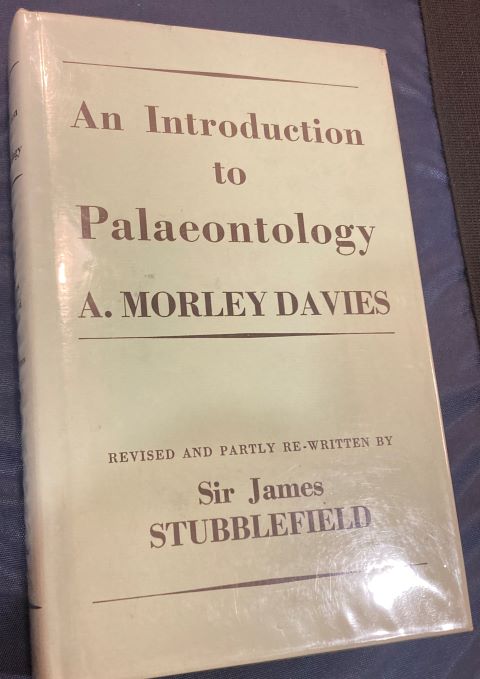 An Introduction
to
Palaeontology
A. MORLEY DAVIES
REVISED AND PARTLY RE-WRITTEN BY
Sir James
STUBBLEFIELD